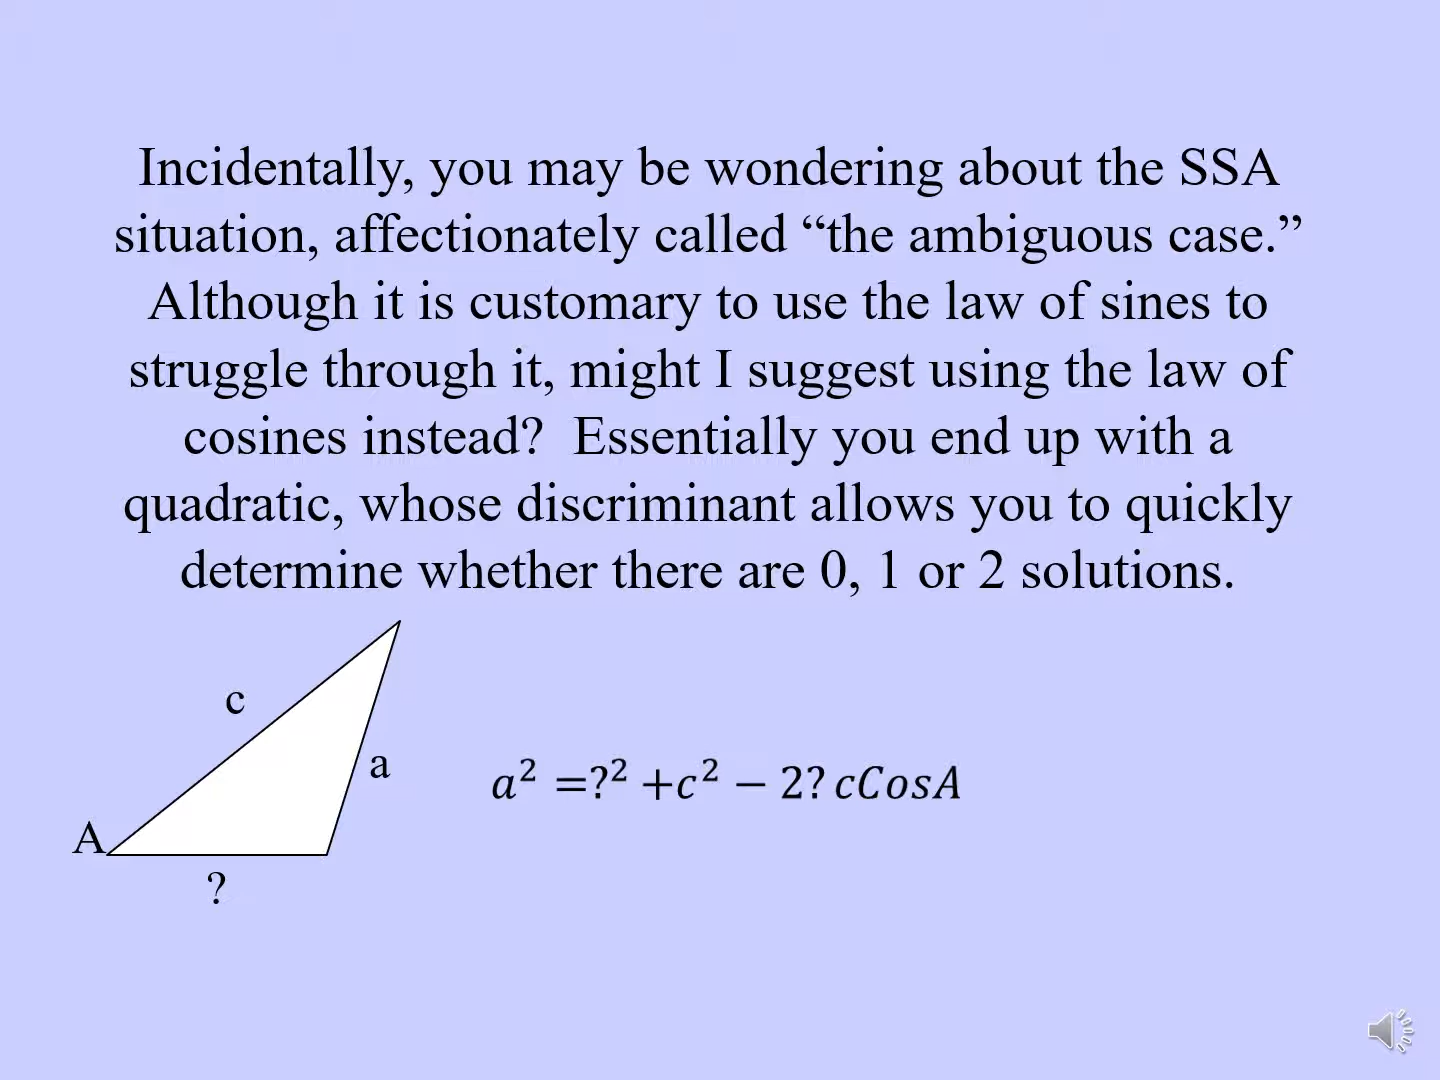 Incidentally, you may be wondering about the SSA
situation, affectionately called “the ambiguous case.”
Although it is customary to use the law of sines to
struggle through it, might I suggest using the law of
cosines instead?  Essentially you end up with a
quadratic, whose discriminant allows you to quickly
determine whether there are 0, 1 or 2 solutions.
c
a
a² =?² +c² − 2? cCosA
A
?